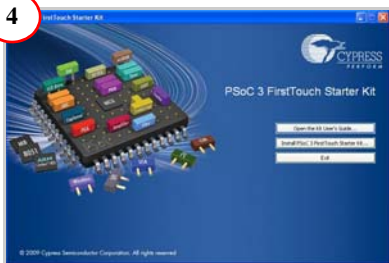 4
FirstTouch Starter Kit
CYPRESS
PERFORM
PSoC 3 FirstTouch Starter Kit
Open the Kit User's Guide...
Install PSoC 3 FirstTouch Starter Kit...
Exit
8051
© 2009 Cypress Semiconductor Corporation. All rights reserved